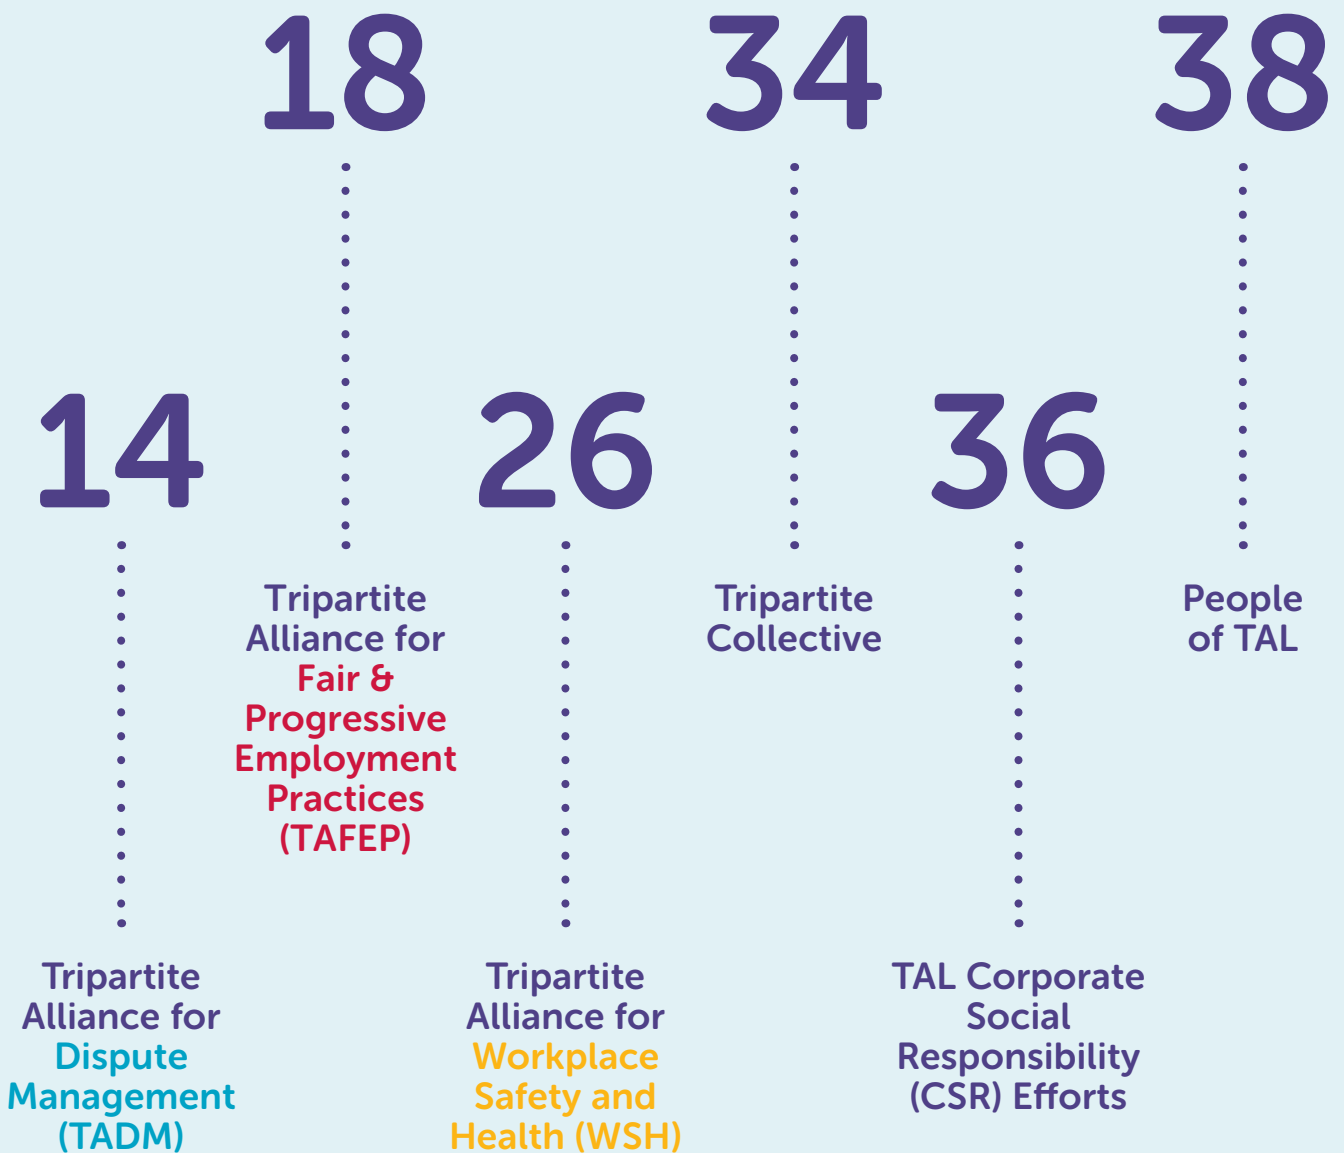 14
Tripartite
Alliance for
Dispute
Management
(TADM)
18
Tripartite
Alliance for
Fair &
Progressive
Employment
Practices
(TAFEP)
26
Tripartite
Alliance for
Workplace
Safety and
Health (WSH)
34
Tripartite
Collective
36
TAL Corporate
Social
Responsibility
(CSR) Efforts
38
People
of TAL